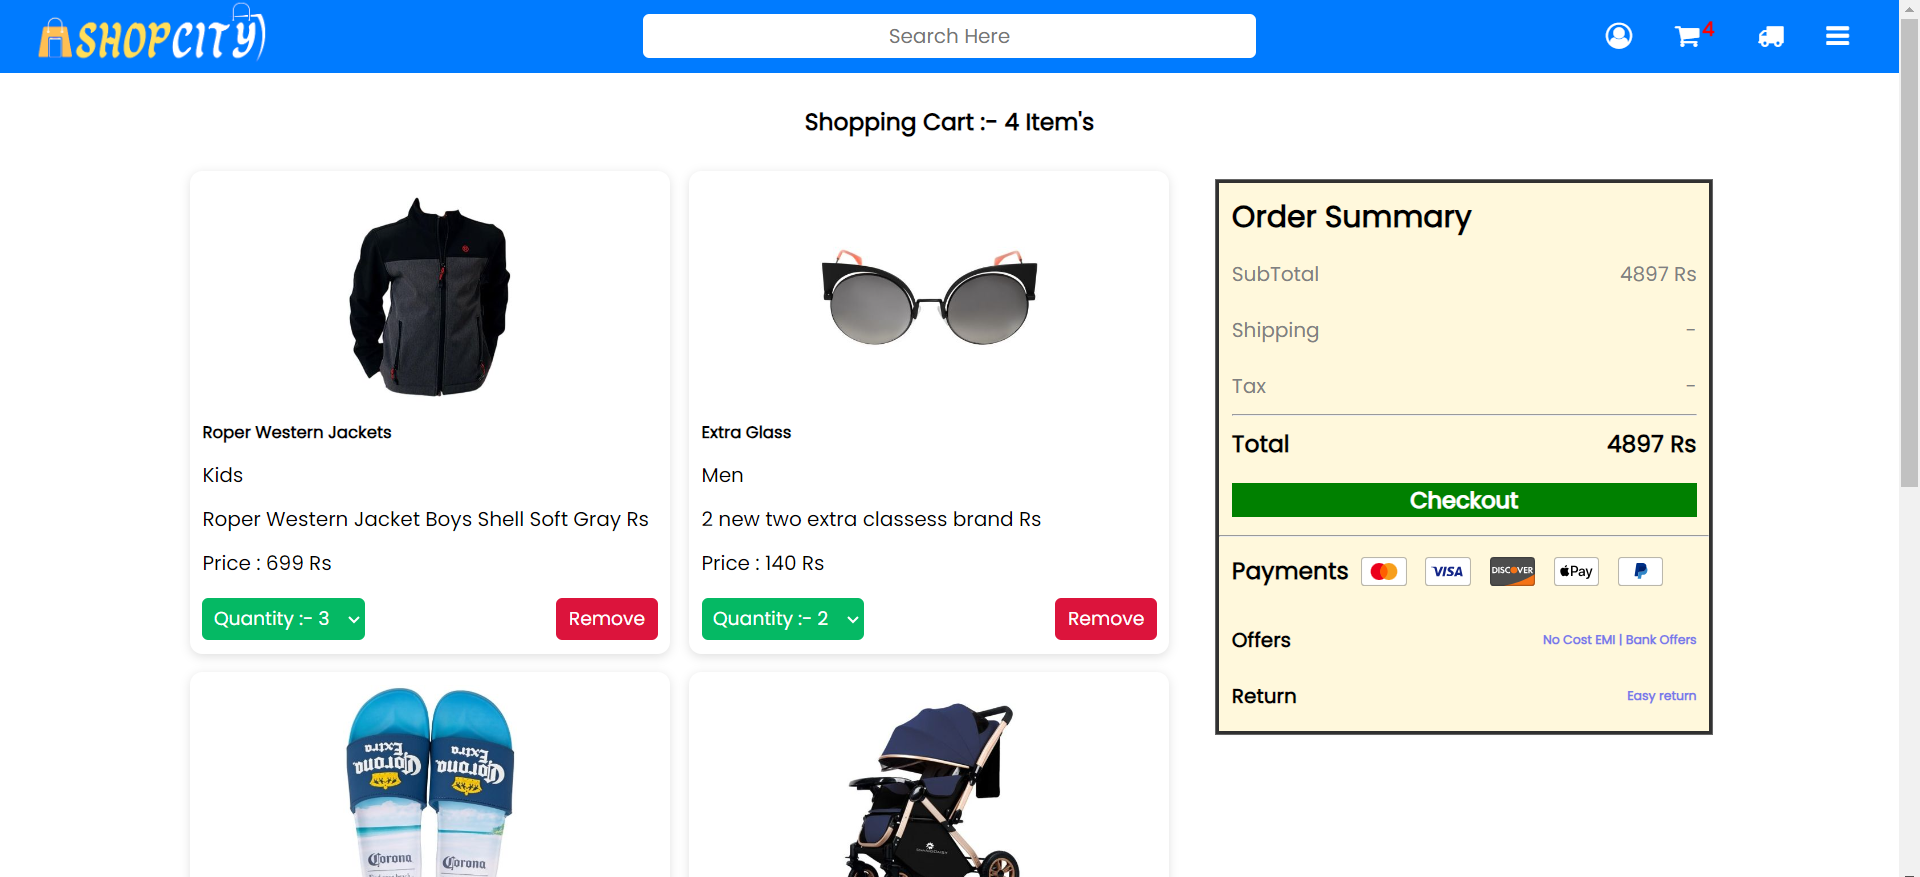 SHOPCITY
Search Here
4
Shopping Cart :- 4 Item's
Roper Western Jackets
Kids
Roper Western Jacket Boys Shell Soft Gray Rs
Price : 699 Rs
Quantity :- 3
Remove
Extra Glass
Men
2 new two extra classess brand Rs
Price : 140 Rs
Quantity :- 2
Remove
Corona
Extra
Corona
Extra
Corona
Corona
Order Summary
SubTotal 4897 Rs
Shipping -
Tax -
Total 4897 Rs
Checkout
Payments VISA DISCOVER Pay
Offers No Cost EMI | Bank Offers
Return Easy return